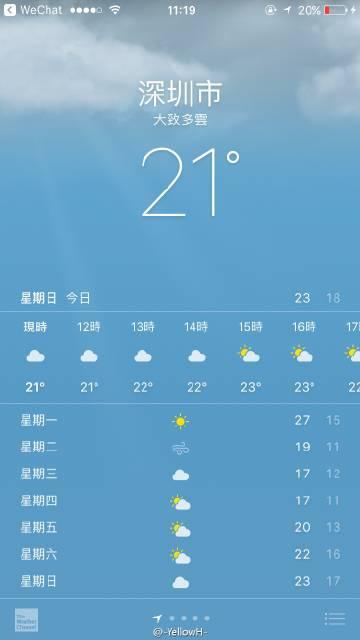 WeChat 11:19 20%
深圳市
大致多雲
21°
星期日 今日 23 18
現時 12時 13時 14時 15時 16時 17
21° 21° 22° 22° 23° 23° 22
星期一 27 15
星期二 19 11
星期三 17 12
星期四 17 11
星期五 20 13
星期六 22 16
星期日 23 17
The
Weather
Channel
@-YellowH-